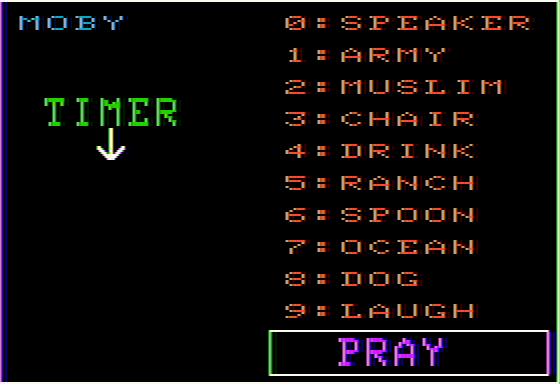 MOBY
TIMER
0:SPEAKER
1:ARMY
2:MUSLIM
3:CHAIR
4:DRINK
5:RANCH
6:SPOON
7:OCEAN
8:DOG
9:LAUGH
PRAY